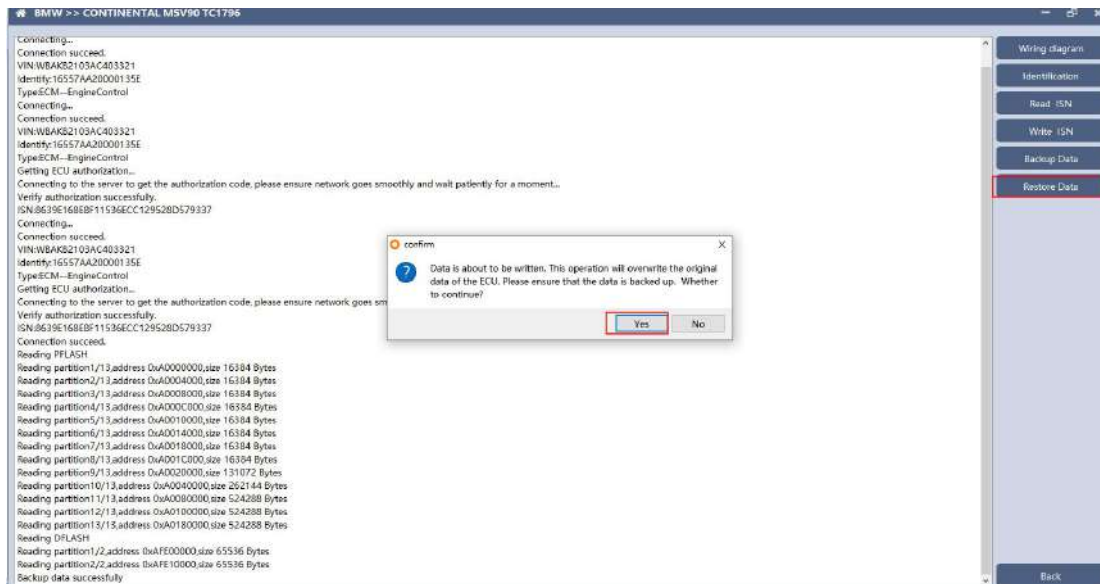 BMW >> CONTINENTAL MSV90 TC1796
Connecting...
Connection succeed.
VIN:WBAKB2103AC403321
Identify:16557AA20000135E
Type:ECM--EngineControl
Connecting...
Connection succeed.
VIN:WBAKB2103AC403321
Identify:16557AA20000135E
Type:ECM--EngineControl
Getting ECU authorization...
Connecting to the server to get the authorization code, please ensure network goes smoothly and wait patiently for a moment...
Verify authorization successfully.
ISN:8639E168EBF11536ECC129528D579337
Connecting...
Connection succeed.
VIN:WBAKB2103AC403321
Identify:16557AA20000135E
Type:ECM--EngineControl
Getting ECU authorization...
Connecting to the server to get the authorization code, please ensure network goes sm
Verify authorization successfully.
ISN:8639E168EBF11536ECC129528D579337
Connection succeed.
Reading PFLASH
Reading partition1/13,address 0xA0000000,size 16384 Bytes
Reading partition2/13,address 0xA0004000,size 16384 Bytes
Reading partition3/13,address 0xA0008000,size 16384 Bytes
Reading partition4/13,address 0xA000C000,size 16384 Bytes
Reading partition5/13,address 0xA0010000,size 16384 Bytes
Reading partition6/13,address 0xA0014000,size 16384 Bytes
Reading partition7/13,address 0xA0018000,size 16384 Bytes
Reading partition8/13,address 0xA001C000,size 16384 Bytes
Reading partition9/13,address 0xA0020000,size 131072 Bytes
Reading partition10/13,address 0xA0040000,size 262144 Bytes
Reading partition11/13,address 0xA0080000,size 524288 Bytes
Reading partition12/13,address 0xA0100000,size 524288 Bytes
Reading partition13/13,address 0xA0180000,size 524288 Bytes
Reading DFLASH
Reading partition1/2,address 0xAFE00000,size 65536 Bytes
Reading partition2/2,address 0xAFE10000,size 65536 Bytes
Backup data successfully
confirm
Data is about to be written. This operation will overwrite the original
data of the ECU. Please ensure that the data is backed up. Whether
to continue?
Yes
No
Wiring diagram
Identification
Read ISN
Write ISN
Backup Data
Restore Data
Back